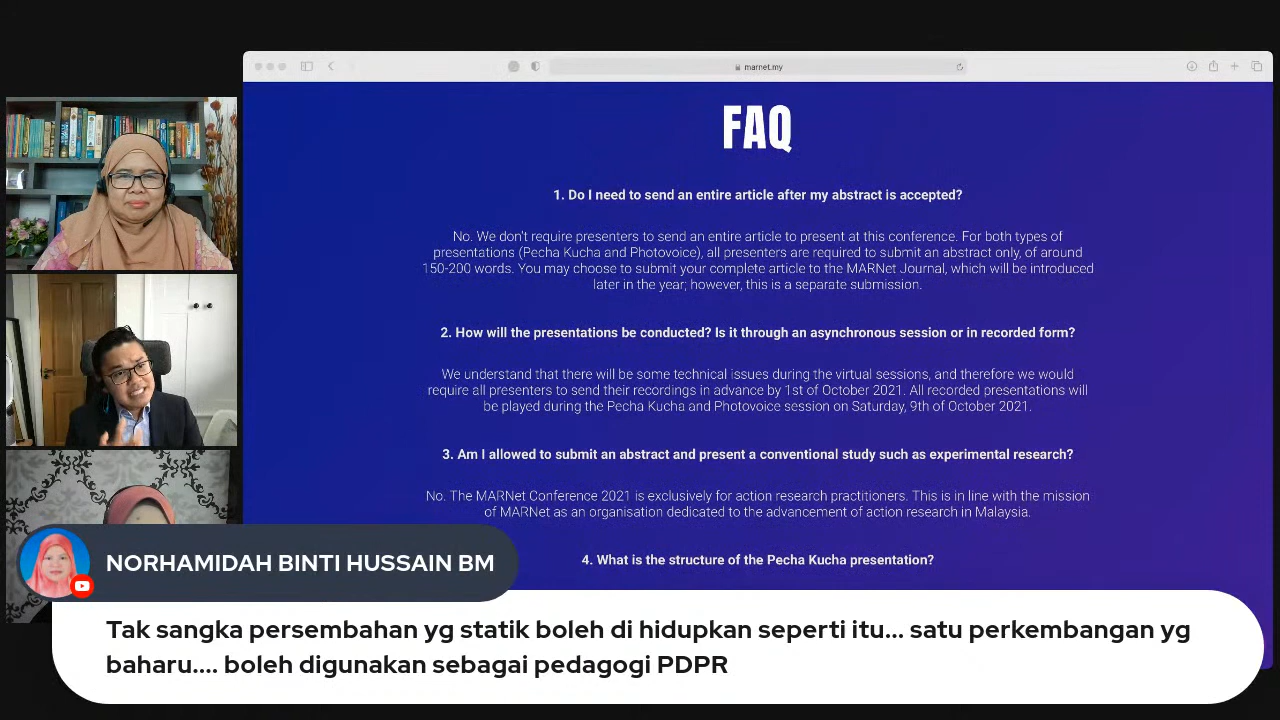 marnet.my
FAQ
1. Do I need to send an entire article after my abstract is accepted?
No. We don't require presenters to send an entire article to present at this conference. For both types of
presentations (Pecha Kucha and Photovoice), all presenters are required to submit an abstract only, of around
150-200 words. You may choose to submit your complete article to the MARNet Journal, which will be introduced
later in the year; however, this is a separate submission.
2. How will the presentations be conducted? Is it through an asynchronous session or in recorded form?
We understand that there will be some technical issues during the virtual sessions, and therefore we would
require all presenters to send their recordings in advance by 1st of October 2021. All recorded presentations will
be played during the Pecha Kucha and Photovoice session on Saturday, 9th of October 2021.
3. Am I allowed to submit an abstract and present a conventional study such as experimental research?
No. The MARNet Conference 2021 is exclusively for action research practitioners. This is in line with the mission
of MARNet as an organisation dedicated to the advancement of action research in Malaysia.
4. What is the structure of the Pecha Kucha presentation?
NORHAMIDAH BINTI HUSSAIN BM
Tak sangka persembahan yg statik boleh di hidupkan seperti itu... satu perkembangan yg
baharu.... boleh digunakan sebagai pedagogi PDPR